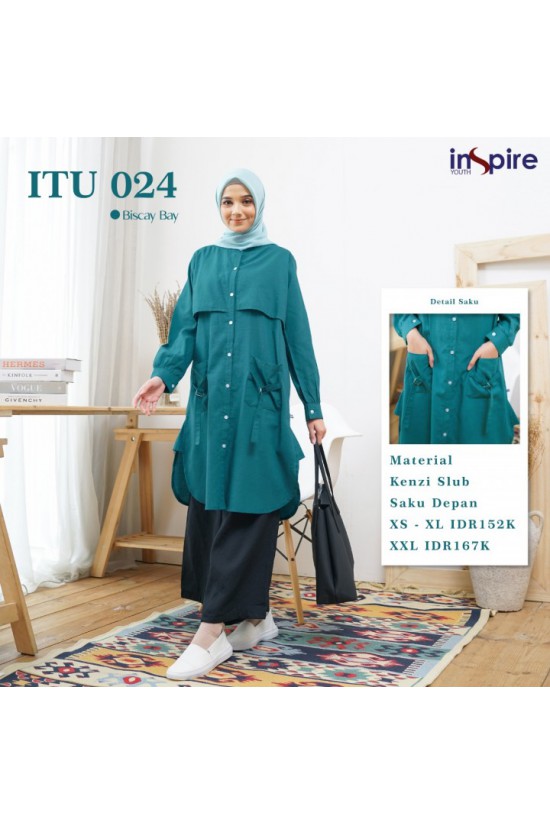 ITU 024
Biscay Bay
inSpire
YOUTH
HERMES
KINFOLK
VOGUE
GIVENCHY
Detail Saku
Material
Kenzi Slub
Saku Depan
XS - XL IDR152K
XXL IDR167K